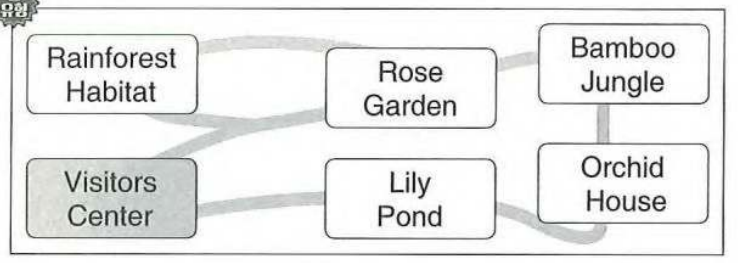 유형
Rainforest
Habitat
Rose
Garden
Bamboo
Jungle
Visitors
Center
Lily
Pond
Orchid
House